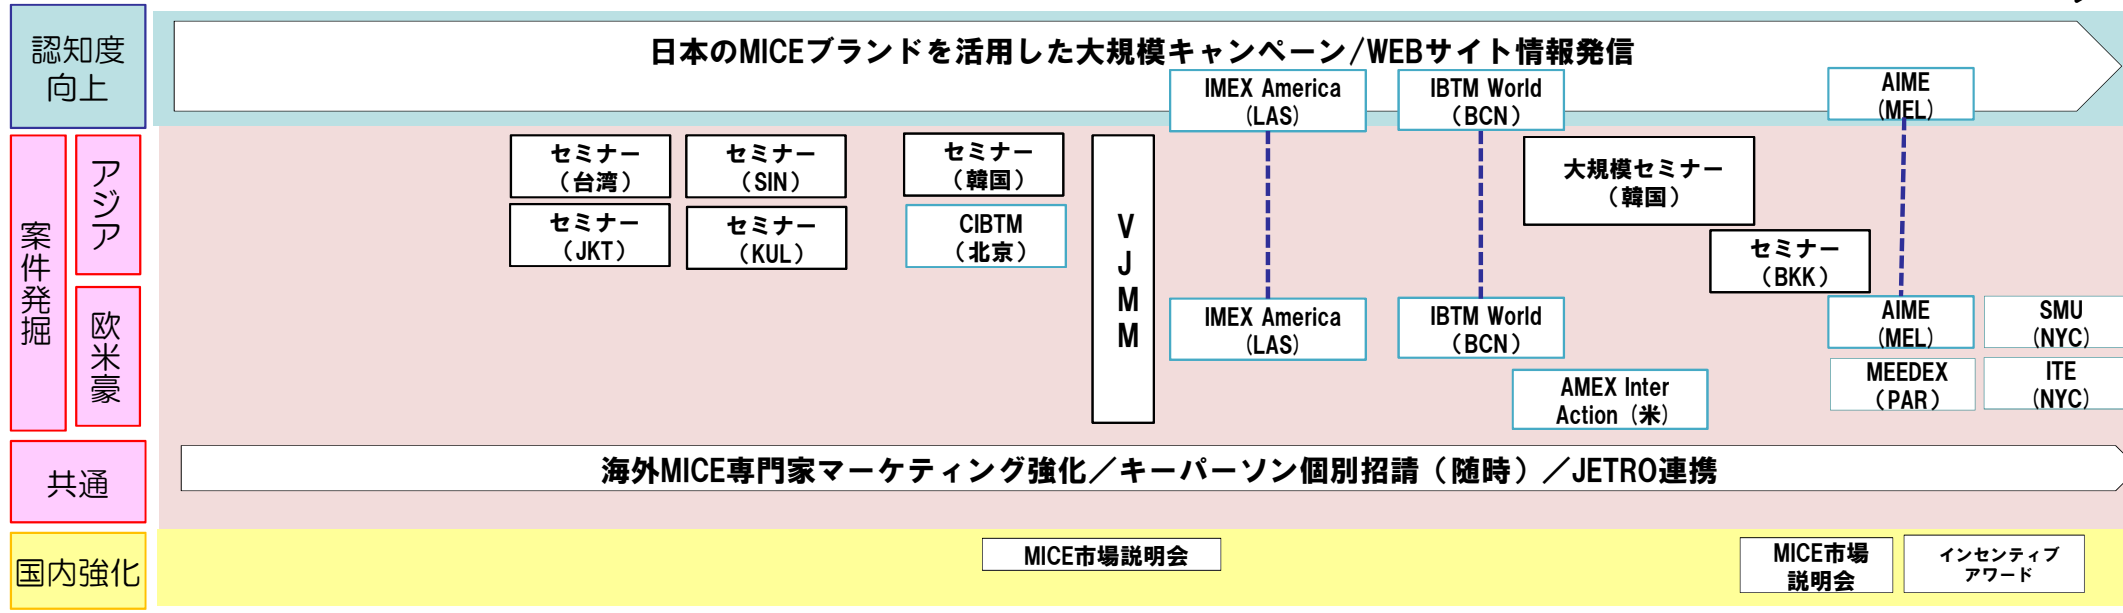 認知度
向上
日本のMICEブランドを活用した大規模キャンペーン/WEBサイト情報発信
IMEX America
(LAS)
IBTM World
（BCN）
AIME
(MEL)
案件発掘
アジア
セミナー
（台湾）
セミナー
（SIN）
セミナー
（韓国）
VJMM
大規模セミナー
（韓国）
セミナー
（JKT）
セミナー
（KUL）
CIBTM
（北京）
セミナー
（BKK）
欧米豪
IMEX America
(LAS)
IBTM World
（BCN）
AIME
(MEL)
SMU
(NYC)
AMEX Inter
Action（米）
MEEDEX
（PAR）
ITE
(NYC)
共通
海外MICE専門家マーケティング強化／キーパーソン個別招請（随時）／JETRO連携
国内強化
MICE市場説明会
MICE市場
説明会
インセンティブ
アワード